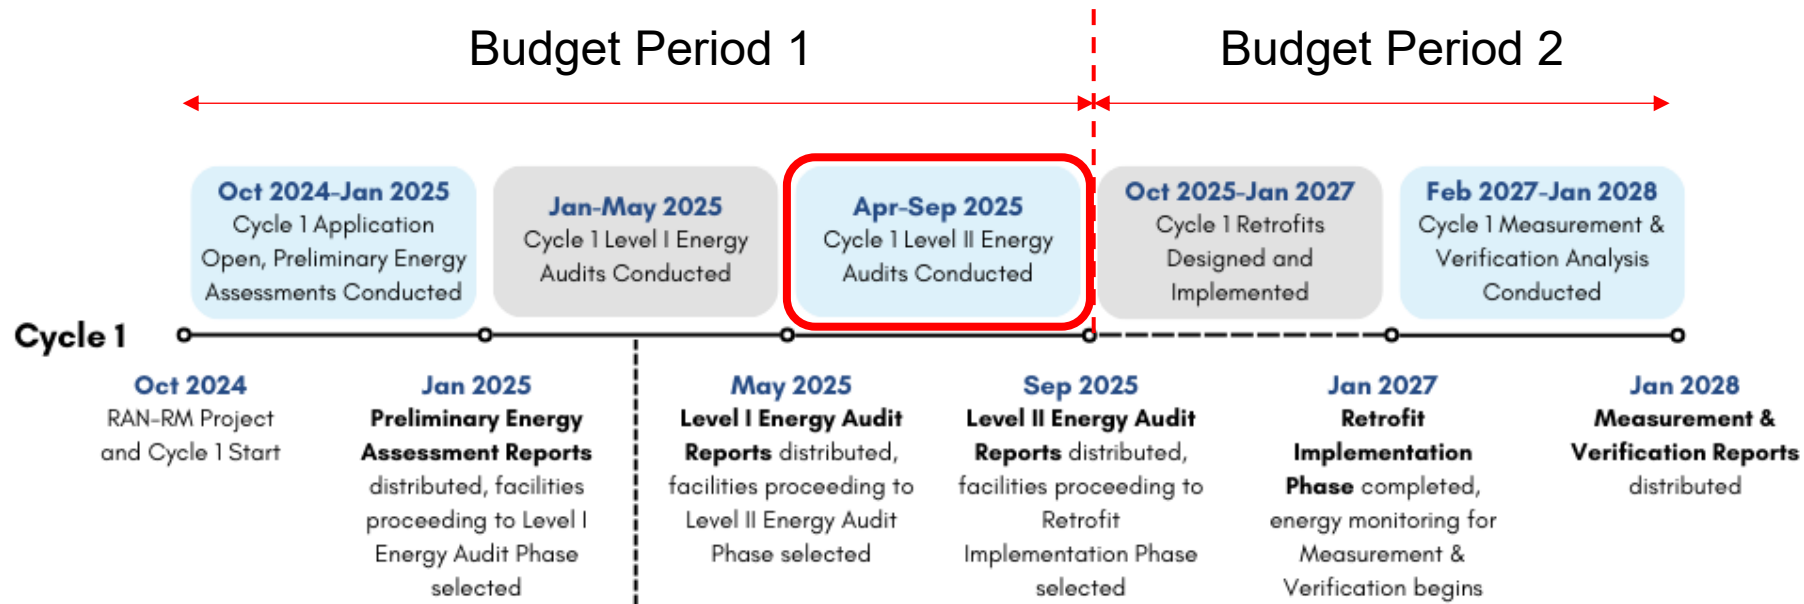 Budget Period 1
Budget Period 2
Oct 2024-Jan 2025
Cycle 1 Application
Open, Preliminary Energy
Assessments Conducted
Jan-May 2025
Cycle 1 Level I Energy
Audits Conducted
Apr-Sep 2025
Cycle 1 Level II Energy
Audits Conducted
Oct 2025-Jan 2027
Cycle 1 Retrofits
Designed and
Implemented
Feb 2027-Jan 2028
Cycle 1 Measurement &
Verification Analysis
Conducted
Cycle 1
Oct 2024
RAN-RM Project
and Cycle 1 Start
Jan 2025
Preliminary Energy
Assessment Reports
distributed, facilities
proceeding to Level I
Energy Audit Phase
selected
May 2025
Level I Energy Audit
Reports distributed,
facilities proceeding to
Level II Energy Audit
Phase selected
Sep 2025
Level II Energy Audit
Reports distributed,
facilities proceeding to
Retrofit
Implementation Phase
selected
Jan 2027
Retrofit
Implementation
Phase completed,
energy monitoring for
Measurement &
Verification begins
Jan 2028
Measurement &
Verification Reports
distributed